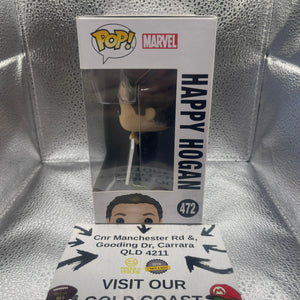 POP!
MARVEL
HAPPY HOGAN
472
Cnr Manchester Rd &,
Gooding Dr, Carrara
QLD 4211
VISIT OUR
GOLD COAST